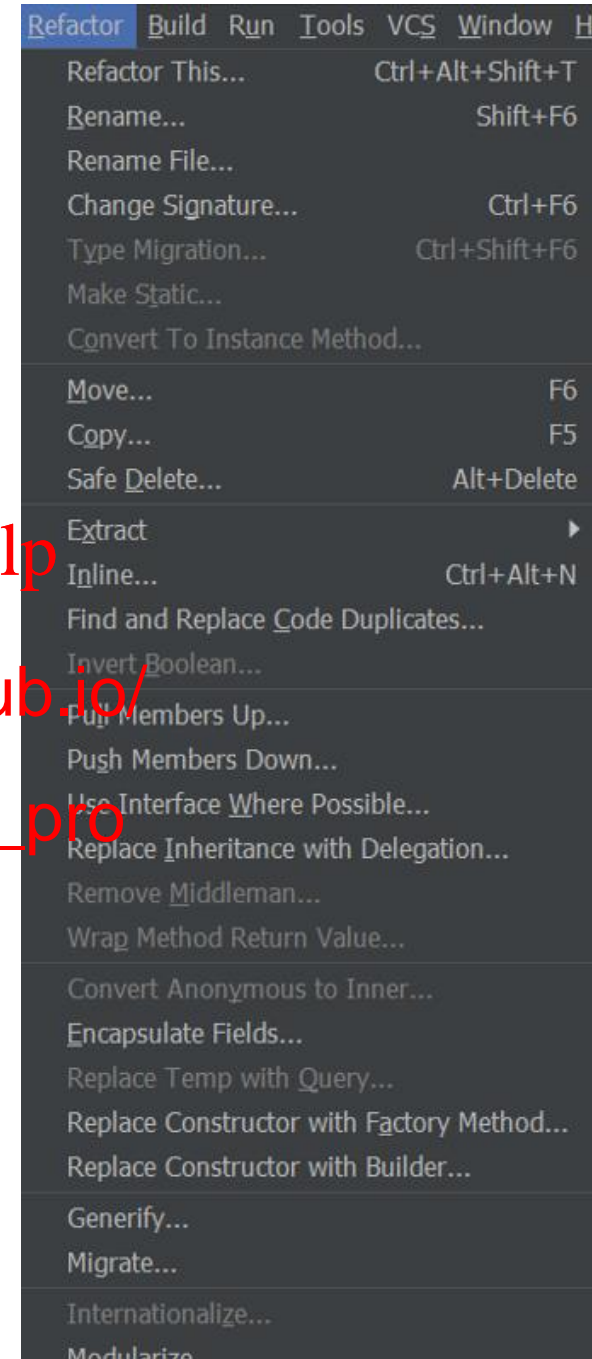 Refactor Build Run Tools VCS Window H
Refactor This... Ctrl+Alt+Shift+T
Rename... Shift+F6
Rename File...
Change Signature... Ctrl+F6
Type Migration... Ctrl+Shift+F6
Make Static...
Convert To Instance Method...
Move... F6
Copy... F5
Safe Delete... Alt+Delete
Extract
lp
Inline... Ctrl+Alt+N
Find and Replace Code Duplicates...
Invert Boolean...
ub.io/
Pull Members Up...
Push Members Down...
Use Interface Where Possible...
_pro
Replace Inheritance with Delegation...
Remove Middleman...
Wrap Method Return Value...
Convert Anonymous to Inner...
Encapsulate Fields...
Replace Temp with Query...
Replace Constructor with Factory Method...
Replace Constructor with Builder...
Generify...
Migrate...
Internationalize...
Modularize